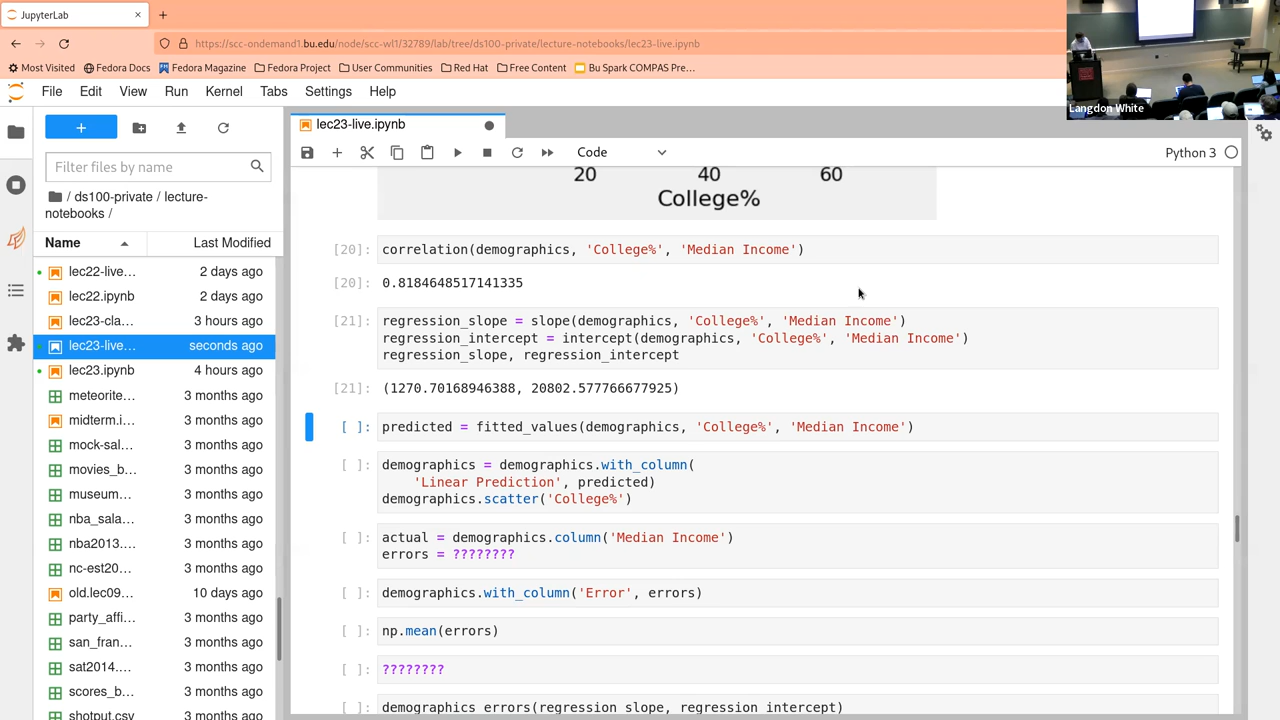 JupyterLab
https://scc-ondemand1.bu.edu/node/scc-wl1/32789/lab/tree/ds100-private/lecture-notebooks/lec23-live.ipynb
Most Visited Fedora Docs Fedora Magazine Fedora Project User Communities Red Hat Free Content Bu Spark COMPAS Pre…
Langdon White
File Edit View Run Kernel Tabs Settings Help
lec23-live.ipynb
Code
Python 3
Filter files by name
/ ds100-private / lecture-
notebooks /
Name Last Modified
lec22-live… 2 days ago
lec22.ipynb 2 days ago
lec23-cla… 3 hours ago
lec23-live… seconds ago
lec23.ipynb 4 hours ago
meteorite… 3 months ago
midterm.i… 3 months ago
mock-sal… 3 months ago
movies_b… 3 months ago
museum… 3 months ago
nba_sala… 3 months ago
nba2013.… 3 months ago
nc-est20… 3 months ago
old.lec09… 10 days ago
party_affi… 3 months ago
san_fran… 3 months ago
sat2014.… 3 months ago
scores_b… 3 months ago
shotput.csv 3 months ago
20 40 60
College%
[20]: correlation(demographics, 'College%', 'Median Income')
[20]: 0.8184648517141335
[21]: regression_slope = slope(demographics, 'College%', 'Median Income')
regression_intercept = intercept(demographics, 'College%', 'Median Income')
regression_slope, regression_intercept
[21]: (1270.70168946388, 20802.577766677925)
[ ]: predicted = fitted_values(demographics, 'College%', 'Median Income')
[ ]: demographics = demographics.with_column(
'Linear Prediction', predicted)
demographics.scatter('College%')
[ ]: actual = demographics.column('Median Income')
errors = ????????
[ ]: demographics.with_column('Error', errors)
[ ]: np.mean(errors)
[ ]: ????????
[ ]: demographics_errors(regression_slope, regression_intercept)